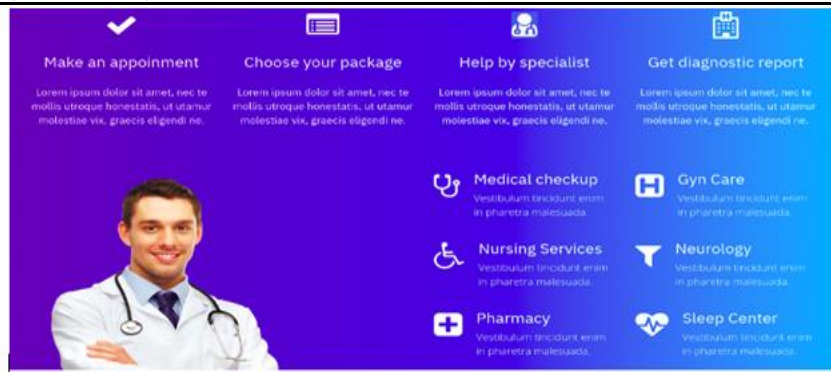 Make an appoinment
Lorem ipsum dolor sit amet, nec te
mollis utroque honestatis, ut utamur
molestiae vix, graecis eligendi ne.
Choose your package
Lorem ipsum dolor sit amet, nec te
mollis utroque honestatis, ut utamur
molestiae vix, graecis eligendi ne.
Help by specialist
Lorem ipsum dolor sit amet, nec te
mollis utroque honestatis, ut utamur
molestiae vix, graecis eligendi ne.
Get diagnostic report
Lorem ipsum dolor sit amet, nec te
mollis utroque honestatis, ut utamur
molestiae vix, graecis eligendi ne.
Medical checkup
Vestibulum tincidunt enim
in pharetra malesuada.
Gyn Care
Vestibulum tincidunt enim
in pharetra malesuada.
Nursing Services
Vestibulum tincidunt enim
in pharetra malesuada.
Neurology
Vestibulum tincidunt enim
in pharetra malesuada.
Pharmacy
Vestibulum tincidunt enim
in pharetra malesuada.
Sleep Center
Vestibulum tincidunt enim
in pharetra malesuada.